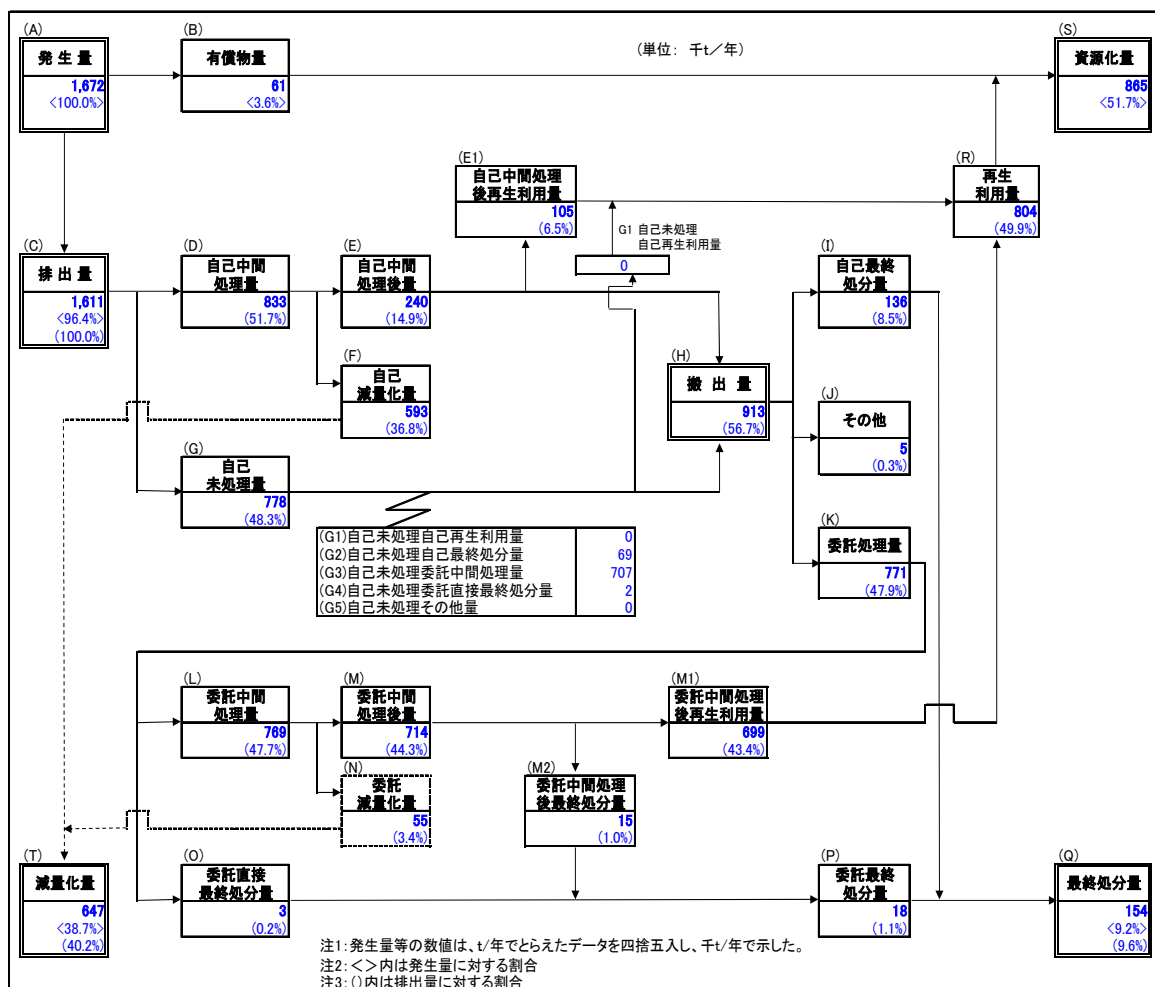 (A)
発 生 量
1,672
<100.0%>
(B)
有償物量
61
<3.6%>
(単位: 千t／年)
(S)
資源化量
865
<51.7%>
(E1)
自己中間処理
後再生利用量
105
(6.5%)
G1 自己未処理
自己再生利用量
0
(R)
再生
利用量
804
(49.9%)
(C)
排 出 量
1,611
<96.4%>
(100.0%)
(D)
自己中間
処理量
833
(51.7%)
(E)
自己中間
処理後量
240
(14.9%)
(I)
自己最終
処分量
136
(8.5%)
(F)
自己
減量化量
593
(36.8%)
(H)
搬 出 量
913
(56.7%)
(J)
その他
5
(0.3%)
(G)
自己
未処理量
778
(48.3%)
(G1)自己未処理自己再生利用量 0
(G2)自己未処理自己最終処分量 69
(G3)自己未処理委託中間処理量 707
(G4)自己未処理委託直接最終処分量 2
(G5)自己未処理その他量 0
(K)
委託処理量
771
(47.9%)
(L)
委託中間
処理量
769
(47.7%)
(M)
委託中間
処理後量
714
(44.3%)
(M1)
委託中間処理
後再生利用量
699
(43.4%)
(N)
委託
減量化量
55
(3.4%)
(M2)
委託中間処理
後最終処分量
15
(1.0%)
(T)
減量化量
647
<38.7%>
(40.2%)
(O)
委託直接
最終処分量
3
(0.2%)
(P)
委託最終
処分量
18
(1.1%)
(Q)
最終処分量
154
<9.2%>
(9.6%)
注1:発生量等の数値は、t/年でとらえたデータを四捨五入し、千t/年で示した。
注2:＜＞内は発生量に対する割合
注3:()内は排出量に対する割合